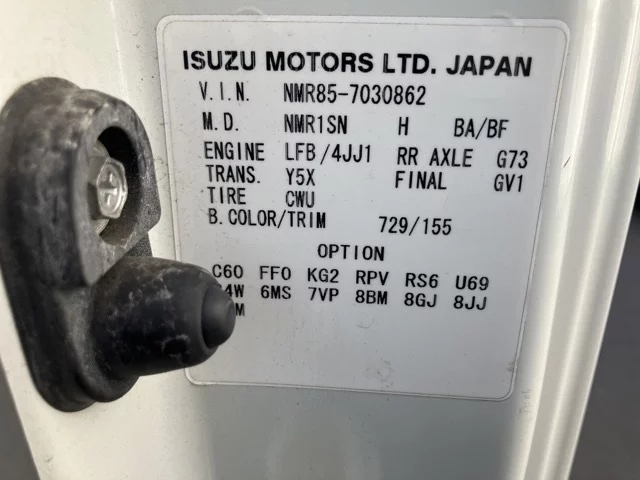 ISUZU MOTORS LTD. JAPAN
V.I.N. NMR85-7030862
M.D. NMR1SN H BA/BF
ENGINE LFB/4JJ1 RR AXLE G73
TRANS. Y5X FINAL GV1
TIRE CWU
B.COLOR/TRIM 729/155
OPTION
C60 FF0 KG2 RPV RS6 U69
6MS 7VP 8BM 8GJ 8JJ